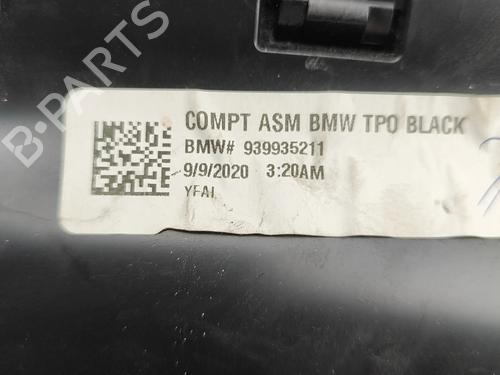 COMPT ASM BMW TPO BLACK
BMW# 939935211
9/9/2020 3:20AM
YFAI
B-PARTS